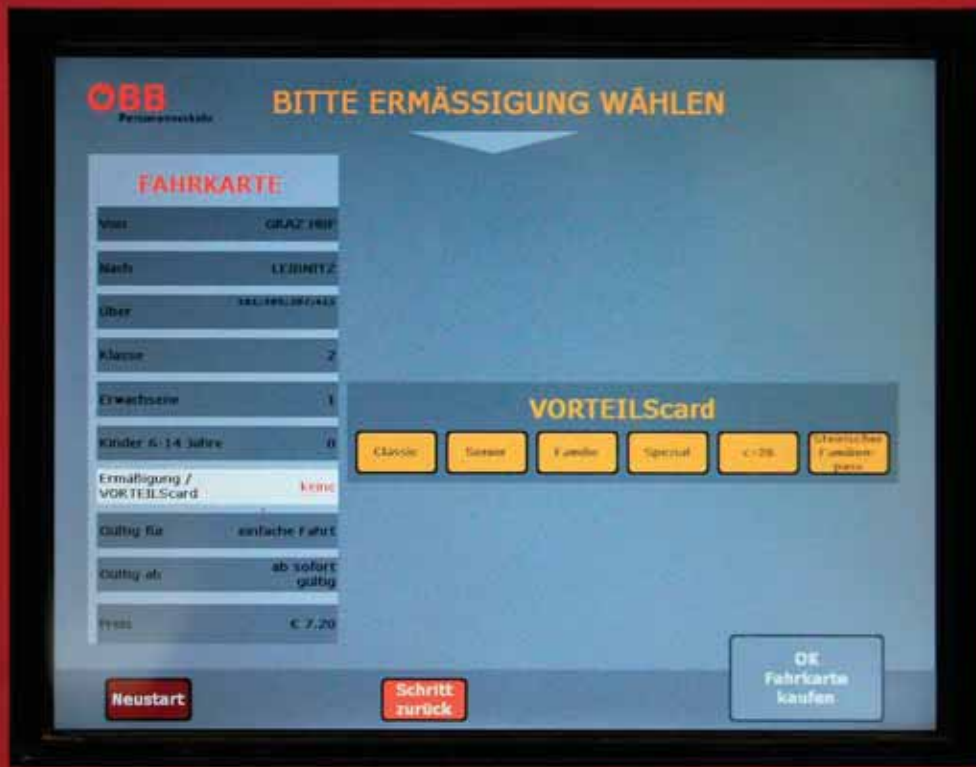 ÖBB
Personenverkehr
BITTE ERMÄSSIGUNG WÄHLEN
FAHRKARTE
Von GRAZ HBF
Nach LEIBNITZ
Über
Klasse 2
Erwachsene 1
Kinder 6-14 Jahre 0
Ermäßigung / keine
VORTEILScard
Gültig für einfache Fahrt
Gültig ab ab sofort
gültig
Preis € 7.20
VORTEILScard
Classic Senior Familie Spezial <26 Steirischer
Familien-
pass
Neustart
Schritt
zurück
OK
Fahrkarte
kaufen